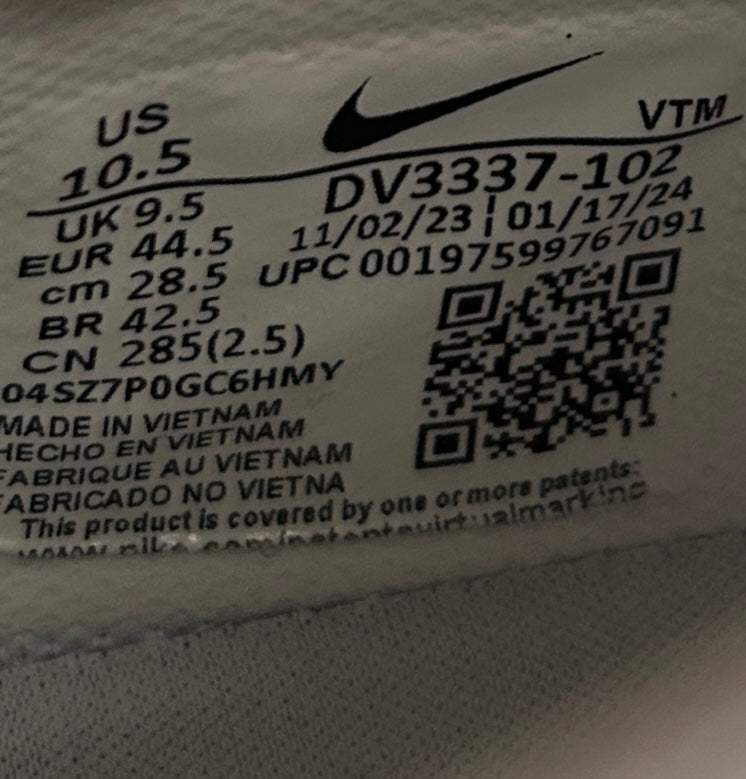 US
10.5
UK 9.5
EUR 44.5
cm 28.5
BR 42.5
CN 285(2.5)
04SZ7P0GC6HMY
MADE IN VIETNAM
HECHO EN VIETNAM
FABRIQUE AU VIETNAM
FABRICADO NO VIETNA
VTM
DV3337-102
11/02/23 ¦ 01/17/24
UPC 00197599767091
This product is covered by one or more patents: